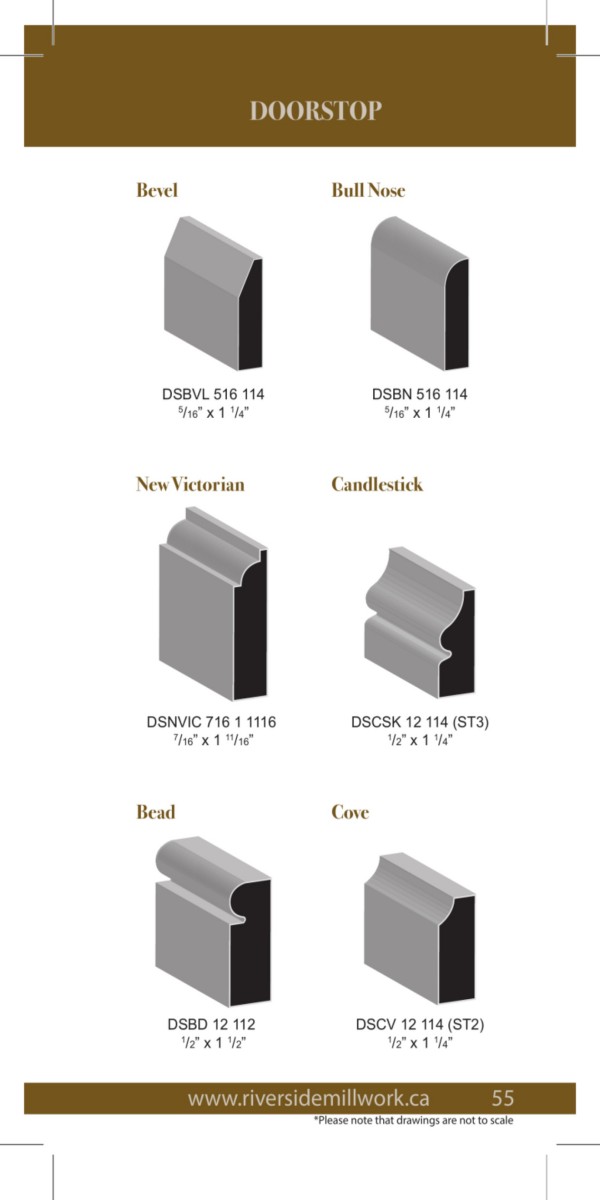 DOORSTOP
Bevel
DSBVL 516 114
5/16” x 1 1/4”
Bull Nose
DSBN 516 114
5/16” x 1 1/4”
New Victorian
DSNVIC 716 1 1116
7/16” x 1 11/16”
Candlestick
DSCSK 12 114 (ST3)
1/2” x 1 1/4”
Bead
DSBD 12 112
1/2” x 1 1/2”
Cove
DSCV 12 114 (ST2)
1/2” x 1 1/4”
www.riversidemillwork.ca 55
*Please note that drawings are not to scale